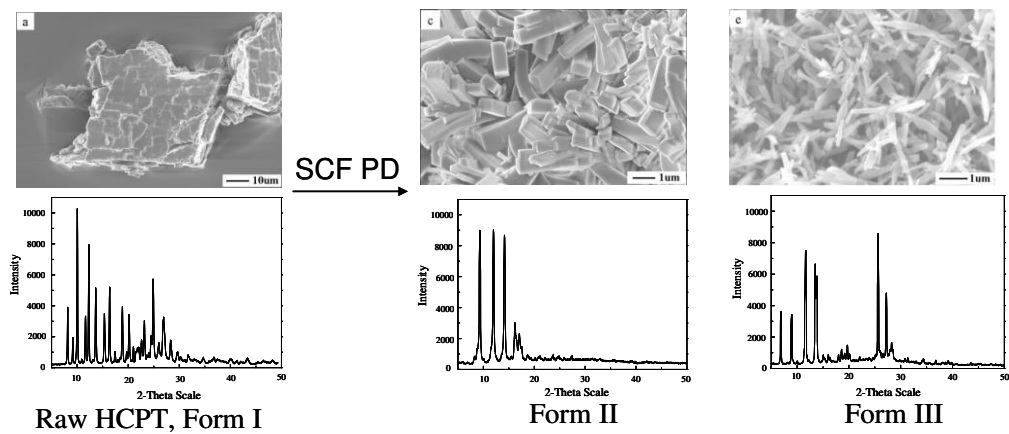 a
10um
SCF PD
c
1um
e
1um
10000
8000
6000
4000
2000
0
Intensity
10 20 30 40 50
2-Theta Scale
Raw HCPT, Form I
10000
8000
6000
4000
2000
0
Intensity
10 20 30 40 50
2-Theta Scale
Form II
10000
8000
6000
4000
2000
0
Intensity
10 20 30 40 50
2-Theta Scale
Form III